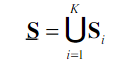 S̲ = ⋃_{i=1}^{K} S_i